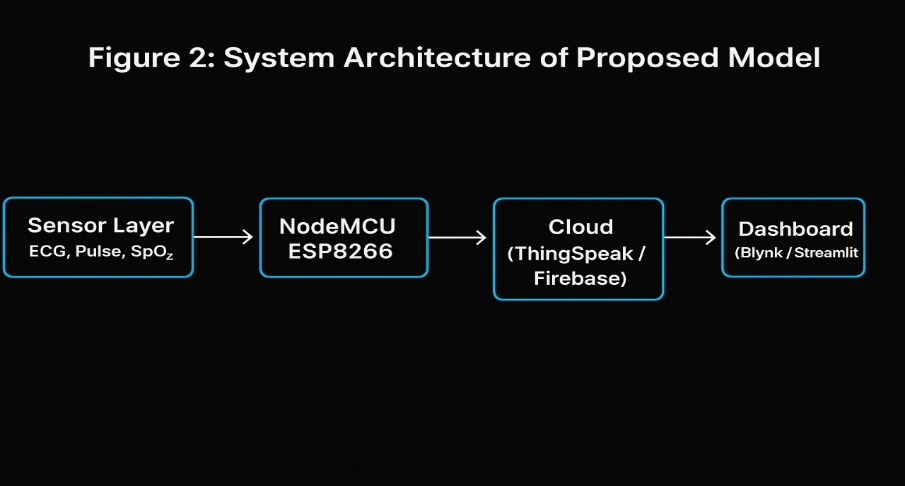 Figure 2: System Architecture of Proposed Model
Sensor Layer
ECG, Pulse, SpO₂
NodeMCU
ESP8266
Cloud
(ThingSpeak /
Firebase)
Dashboard
(Blynk / Streamlit